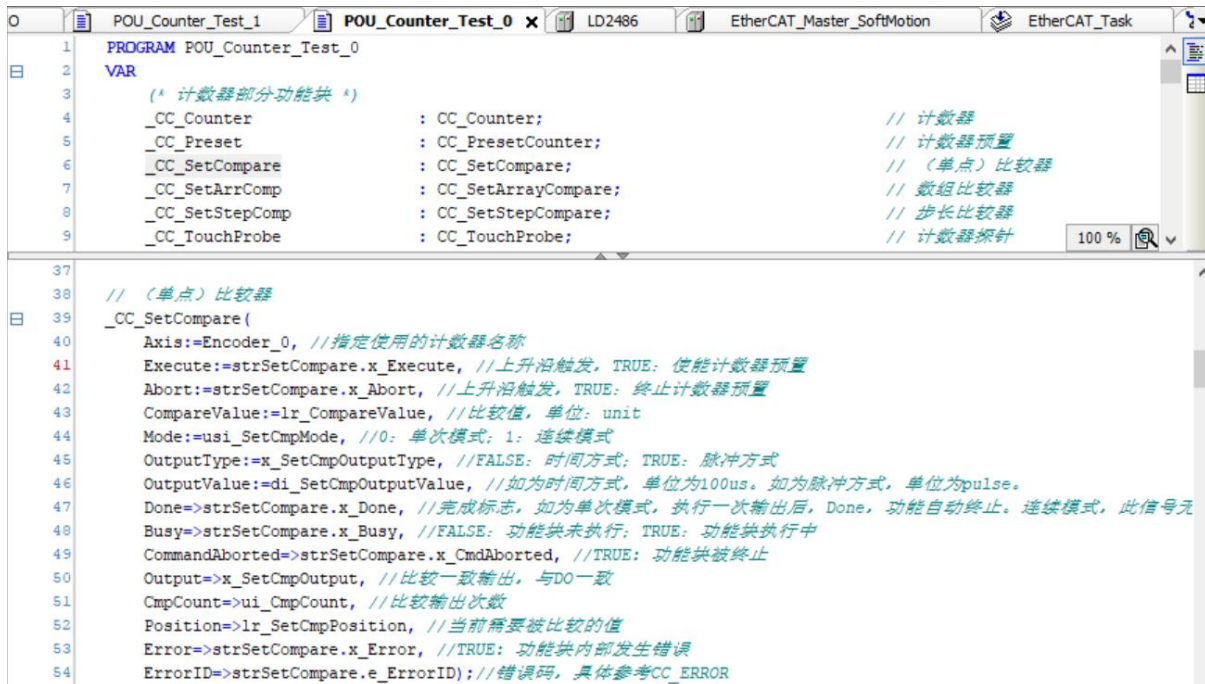 O POU_Counter_Test_1 POU_Counter_Test_0 LD2486 EtherCAT_Master_SoftMotion EtherCAT_Task
1 PROGRAM POU_Counter_Test_0
2 VAR
3 (* 计数器部分功能块 *)
4 _CC_Counter : CC_Counter; // 计数器
5 _CC_Preset : CC_PresetCounter; // 计数器预置
6 _CC_SetCompare : CC_SetCompare; // （单点）比较器
7 _CC_SetArrComp : CC_SetArrayCompare; // 数组比较器
8 _CC_SetStepComp : CC_SetStepCompare; // 步长比较器
9 _CC_TouchProbe : CC_TouchProbe; // 计数器探针
100 %
37
38 // （单点）比较器
39 _CC_SetCompare(
40 Axis:=Encoder_0, //指定使用的计数器名称
41 Execute:=strSetCompare.x_Execute, //上升沿触发，TRUE：使能计数器预置
42 Abort:=strSetCompare.x_Abort, //上升沿触发，TRUE：终止计数器预置
43 CompareValue:=lr_CompareValue, //比较值，单位：unit
44 Mode:=usi_SetCmpMode, //0：单次模式；1：连续模式
45 OutputType:=x_SetCmpOutputType, //FALSE：时间方式；TRUE：脉冲方式
46 OutputValue:=di_SetCmpOutputValue, //如为时间方式，单位为100us。如为脉冲方式，单位为pulse。
47 Done=>strSetCompare.x_Done, //完成标志，如为单次模式，执行一次输出后，Done，功能自动终止。连续模式，此信号无
48 Busy=>strSetCompare.x_Busy, //FALSE：功能块未执行；TRUE：功能块执行中
49 CommandAborted=>strSetCompare.x_CmdAborted, //TRUE：功能块被终止
50 Output=>x_SetCmpOutput, //比较一致输出，与DO一致
51 CmpCount=>ui_CmpCount, //比较输出次数
52 Position=>lr_SetCmpPosition, //当前需要被比较的值
53 Error=>strSetCompare.x_Error, //TRUE：功能块内部发生错误
54 ErrorID=>strSetCompare.e_ErrorID);//错误码，具体参考CC_ERROR